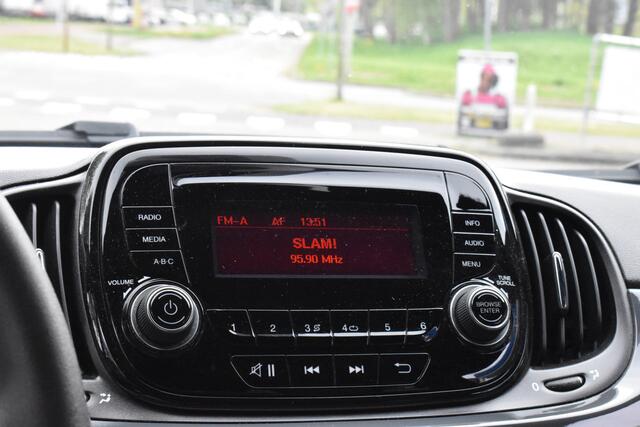 FM-A AF 13:51
SLAM!
95.90 MHz
RADIO
MEDIA
A-B-C
VOLUME
INFO
AUDIO
MENU
TUNE
SCROLL
BROWSE
ENTER
1 2 3 4 5 6
0